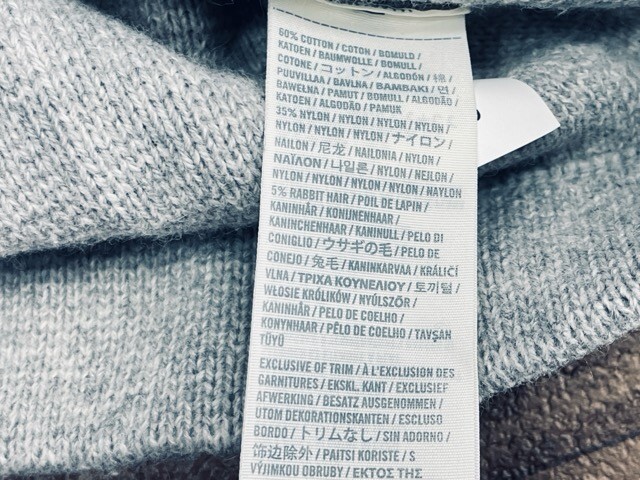 60% COTTON / COTON / BOMULD /
KATOEN / BAUMWOLLE / BOMULL /
COTONE / コットン / ALGODÓN / 棉 /
PUUVILLAA / BAVLNA / ΒΑΜΒΑΚΙ / 면 /
BAWEŁNA / PAMUT / BOMULL / ALGODÃO /
KATOEN / ALGODÃO / PAMUK
35% NYLON / NYLON / NYLON / NYLON /
NYLON / NYLON / NYLON / ナイロン /
NAILON / 尼龙 / NAILONIA / NYLON /
ΝΑΪΛΟΝ / 나일론 / NYLON / NEJLON /
NYLON / NYLON / NYLON / NYLON / NAYLON
5% RABBIT HAIR / POIL DE LAPIN /
KANINHÅR / KONIJNENHAAR /
KANINCHENHAAR / KANINULL / PELO DI
CONIGLIO / ウサギの毛 / PELO DE
CONEJO / 兔毛 / KANINKARVAA / KRÁLIČÍ
VLNA / ΤΡΙΧΑ ΚΟΥΝΕΛΙΟΥ / 토끼털 /
WŁOSIE KRÓLIKÓW / NYÚLSZŐR /
KANINHÅR / PELO DE COELHO /
KONYNHAAR / PÊLO DE COELHO / TAVŞAN
TÜYÜ
EXCLUSIVE OF TRIM / À L'EXCLUSION DES
GARNITURES / EKSKL. KANT / EXCLUSIEF
AFWERKING / BESATZ AUSGENOMMEN /
UTOM DEKORATIONSKANTEN / ESCLUSO
BORDO / トリムなし / SIN ADORNO /
饰边除外 / PAITSI KORISTE / S
VÝJIMKOU OBRUBY / ΕΚΤΟΣ ΤΗΣ